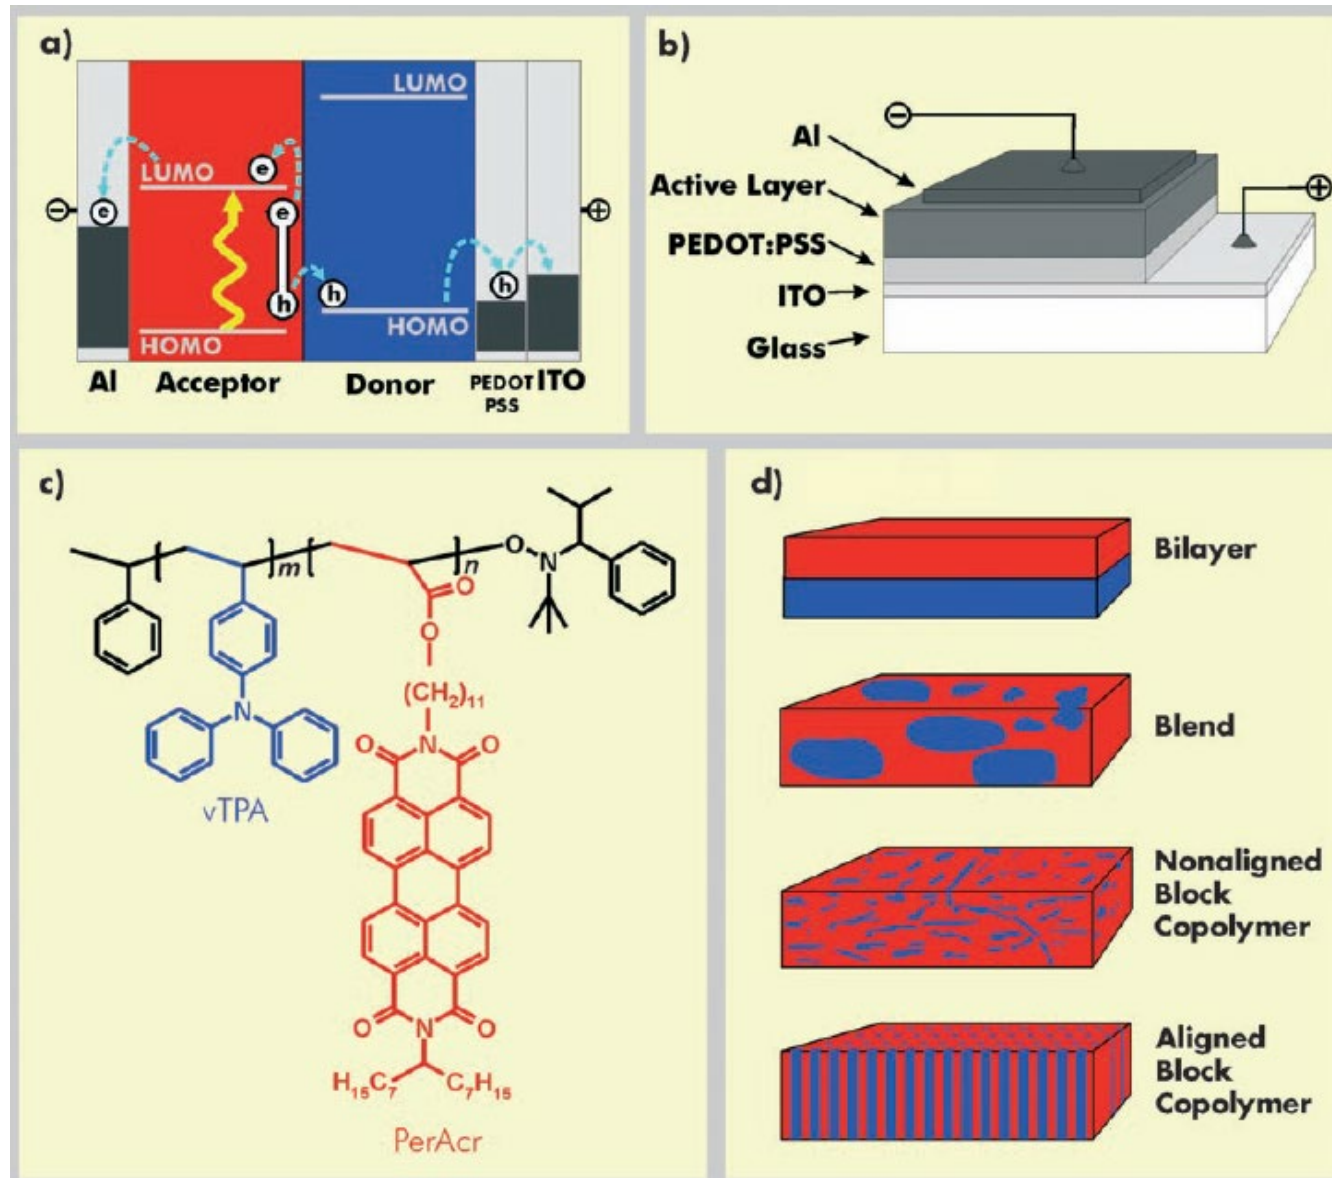 a)
LUMO
LUMO
e
e
e
h
h
h
HOMO
HOMO
⊖
⊕
Al
Acceptor
Donor
PEDOT
PSS
ITO
b)
⊖
⊕
Al
Active Layer
PEDOT:PSS
ITO
Glass
c)
m
n
O
N
O
O
N
vTPA
(CH₂)₁₁
O
N
O
O
N
O
H₁₅C₇
C₇H₁₅
PerAcr
d)
Bilayer
Blend
Nonaligned
Block
Copolymer
Aligned
Block
Copolymer